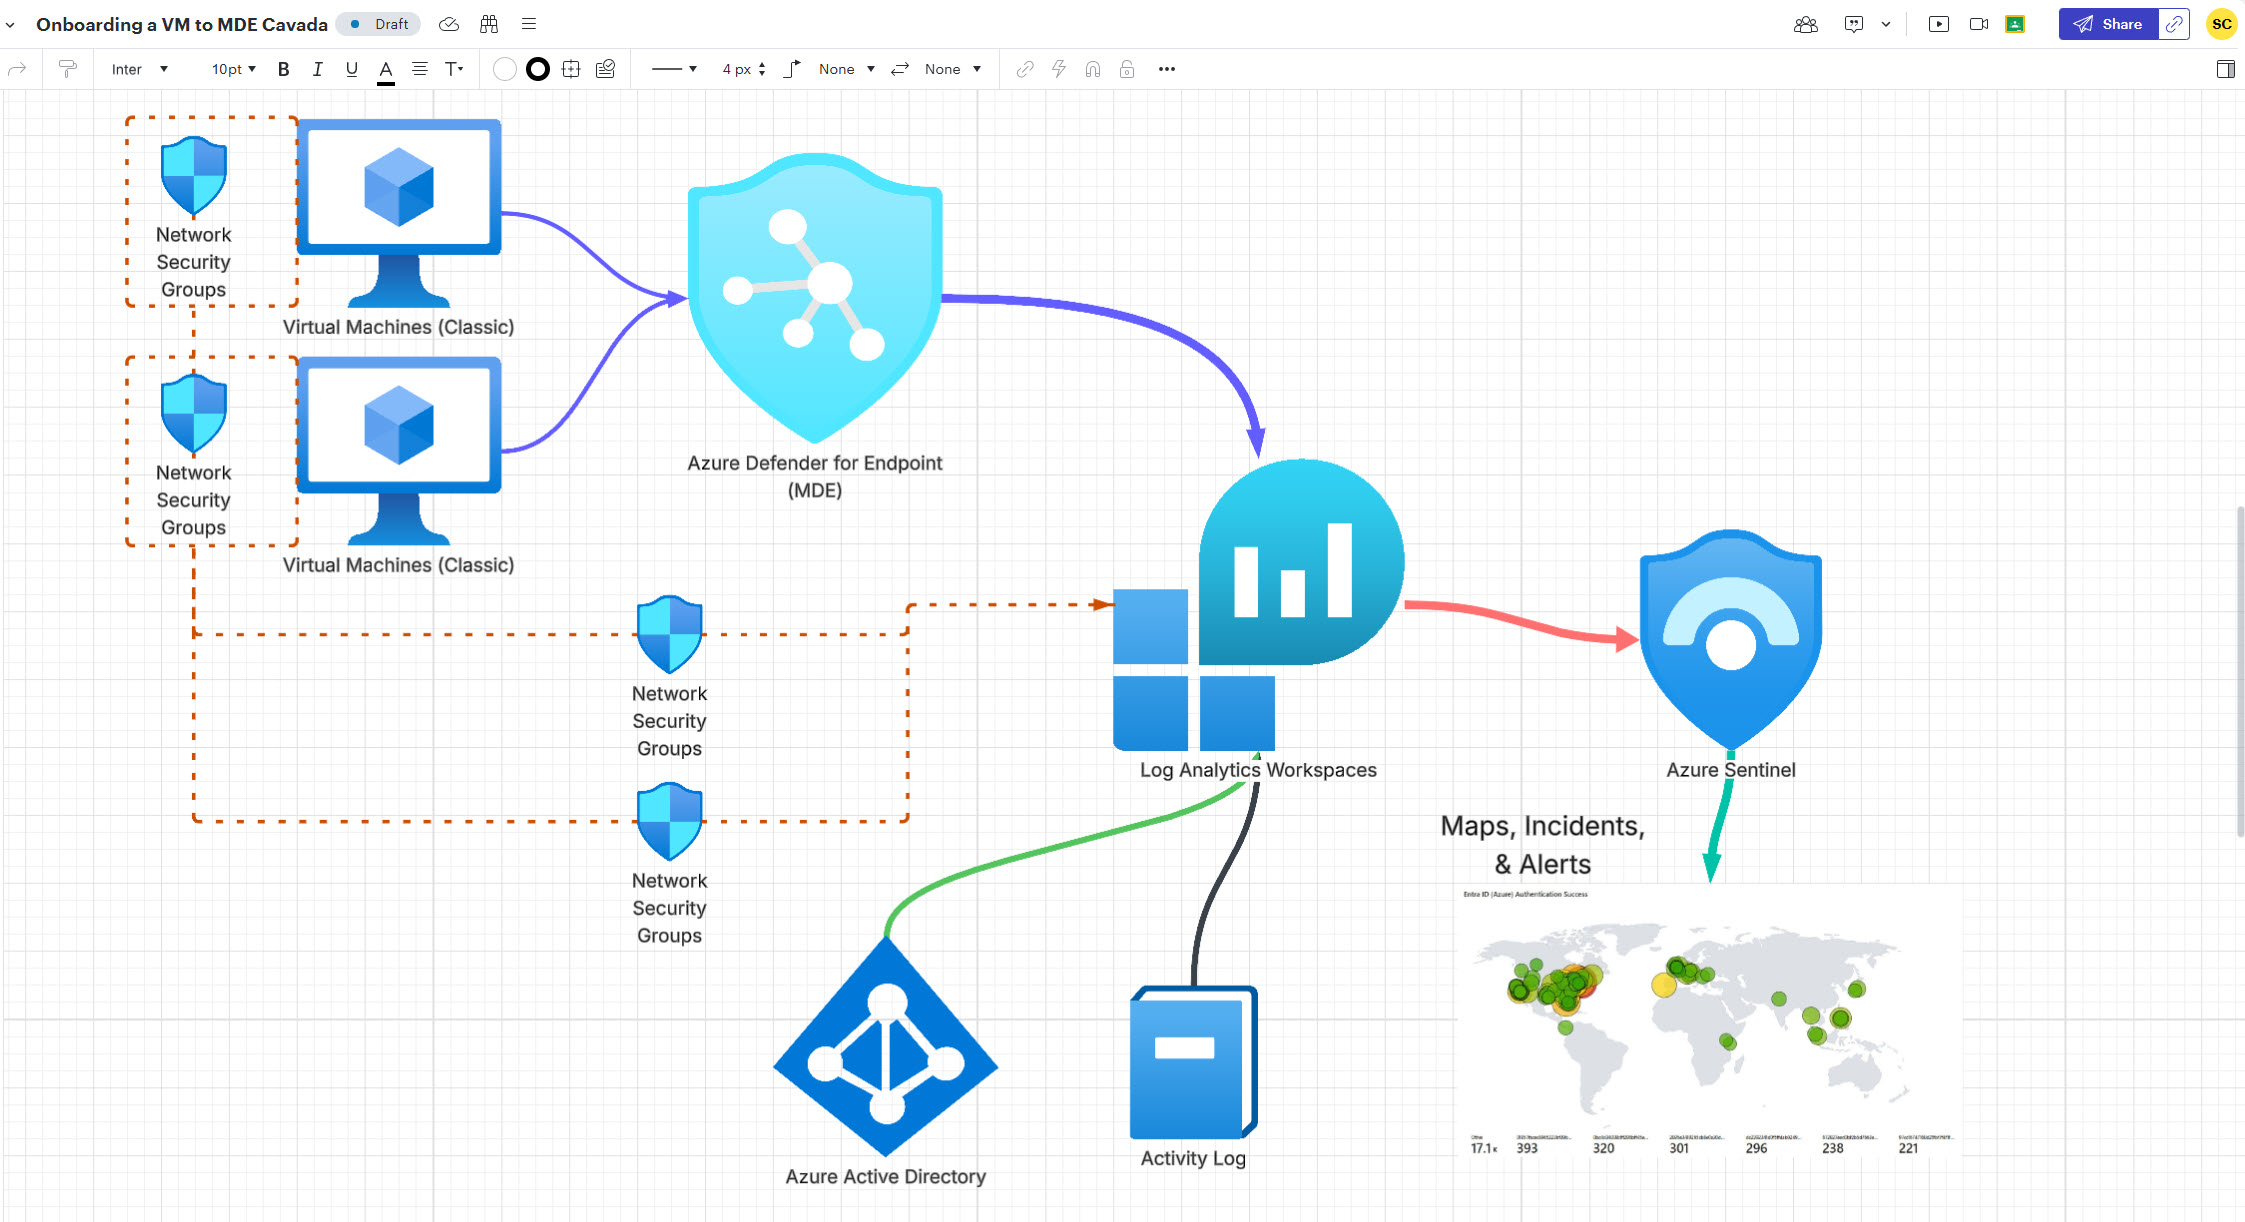 Onboarding a VM to MDE Cavada
Draft
Share
SC
Inter
10pt
B
I
U
A
T
4 px
None
None
Network
Security
Groups
Virtual Machines (Classic)
Network
Security
Groups
Virtual Machines (Classic)
Azure Defender for Endpoint
(MDE)
Network
Security
Groups
Network
Security
Groups
Log Analytics Workspaces
Azure Sentinel
Maps, Incidents,
& Alerts
Entra ID (Azure) Authentication Success
Azure Active Directory
Activity Log
Other
17.1 K
393
320
301
296
238
221